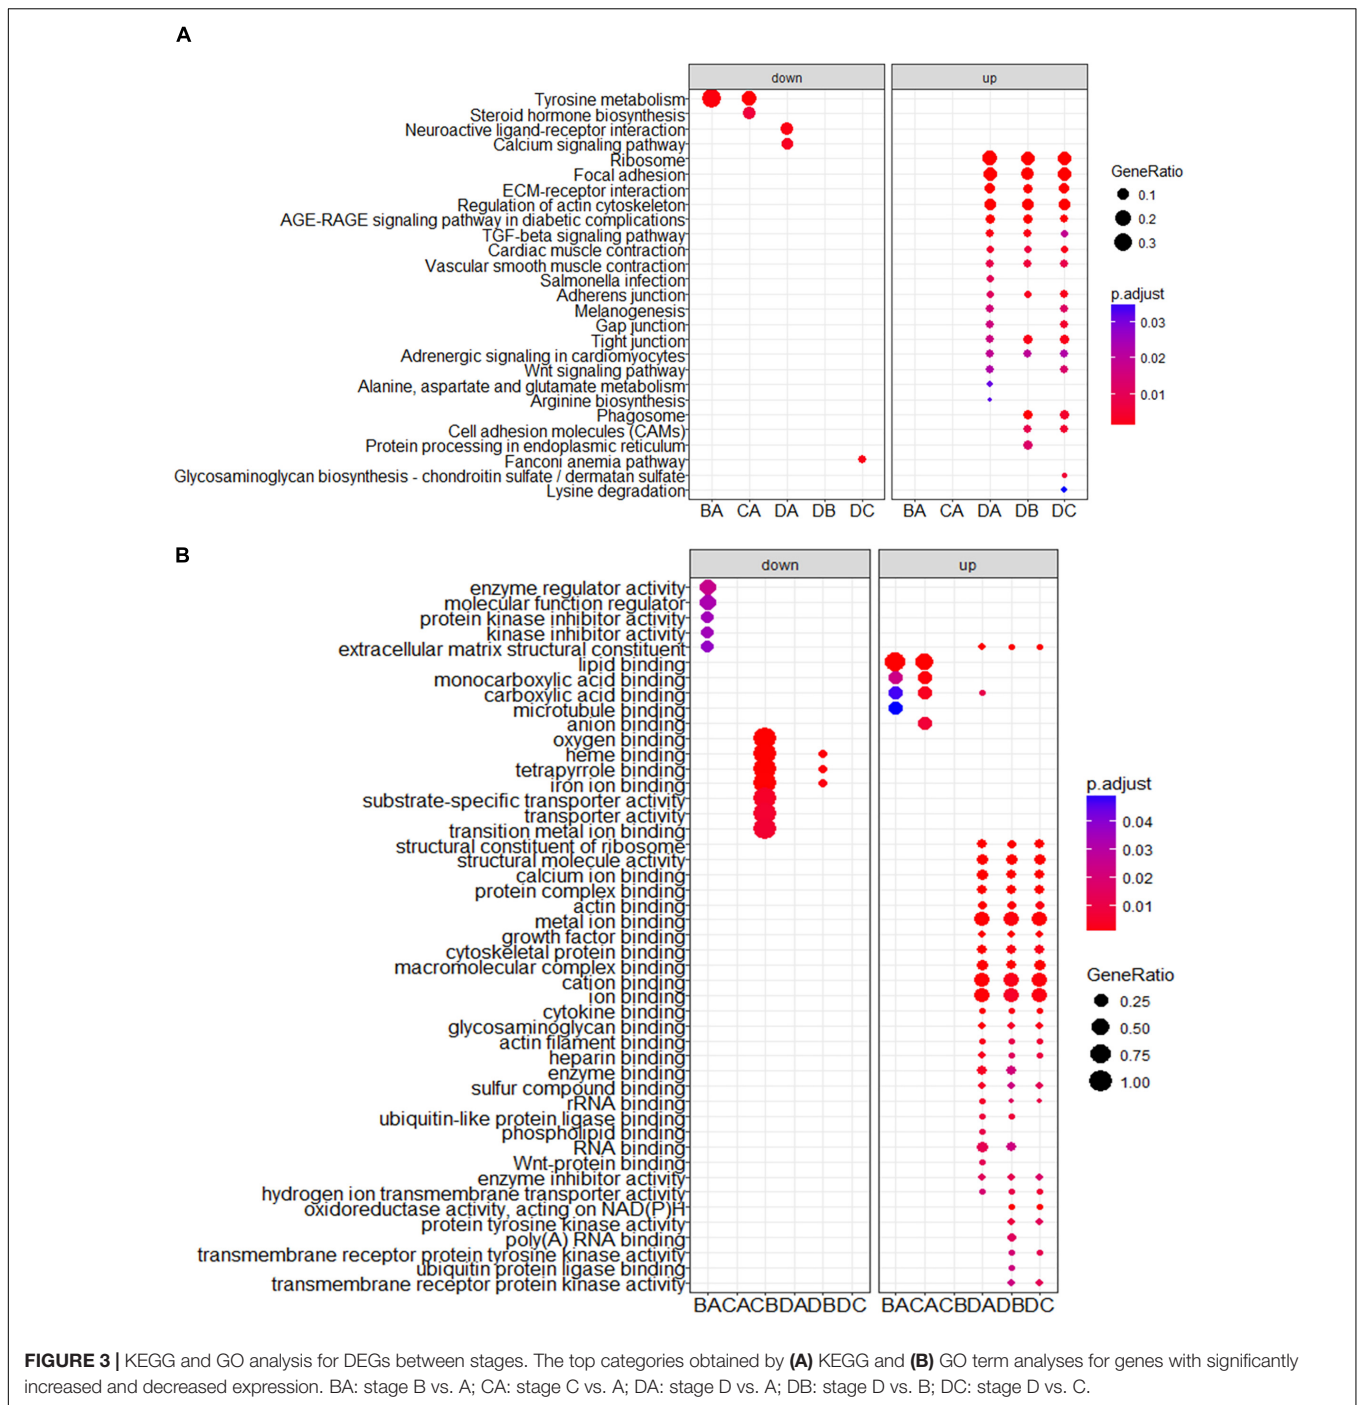 A
down up
Tyrosine metabolism
Steroid hormone biosynthesis
Neuroactive ligand-receptor interaction
Calcium signaling pathway
Ribosome
Focal adhesion
ECM-receptor interaction
Regulation of actin cytoskeleton
AGE-RAGE signaling pathway in diabetic complications
TGF-beta signaling pathway
Cardiac muscle contraction
Vascular smooth muscle contraction
Salmonella infection
Adherens junction
Melanogenesis
Gap junction
Tight junction
Adrenergic signaling in cardiomyocytes
Wnt signaling pathway
Alanine, aspartate and glutamate metabolism
Arginine biosynthesis
Phagosome
Cell adhesion molecules (CAMs)
Protein processing in endoplasmic reticulum
Fanconi anemia pathway
Glycosaminoglycan biosynthesis - chondroitin sulfate / dermatan sulfate
Lysine degradation
BA CA DA DB DC BA CA DA DB DC
GeneRatio
0.1
0.2
0.3
p.adjust
0.03
0.02
0.01
B
down up
enzyme regulator activity
molecular function regulator
protein kinase inhibitor activity
kinase inhibitor activity
extracellular matrix structural constituent
lipid binding
monocarboxylic acid binding
carboxylic acid binding
microtubule binding
anion binding
oxygen binding
heme binding
tetrapyrrole binding
iron ion binding
substrate-specific transporter activity
transporter activity
transition metal ion binding
structural constituent of ribosome
structural molecule activity
calcium ion binding
protein complex binding
actin binding
metal ion binding
growth factor binding
cytoskeletal protein binding
macromolecular complex binding
cation binding
ion binding
cytokine binding
glycosaminoglycan binding
actin filament binding
heparin binding
enzyme binding
sulfur compound binding
rRNA binding
ubiquitin-like protein ligase binding
phospholipid binding
RNA binding
Wnt-protein binding
enzyme inhibitor activity
hydrogen ion transmembrane transporter activity
oxidoreductase activity, acting on NAD(P)H
protein tyrosine kinase activity
poly(A) RNA binding
transmembrane receptor protein tyrosine kinase activity
ubiquitin protein ligase binding
transmembrane receptor protein kinase activity
BACACBDADBDC BACACBDADBDC
p.adjust
0.04
0.03
0.02
0.01
GeneRatio
0.25
0.50
0.75
1.00
FIGURE 3 | KEGG and GO analysis for DEGs between stages. The top categories obtained by (A) KEGG and (B) GO term analyses for genes with significantly
increased and decreased expression. BA: stage B vs. A; CA: stage C vs. A; DA: stage D vs. A; DB: stage D vs. B; DC: stage D vs. C.